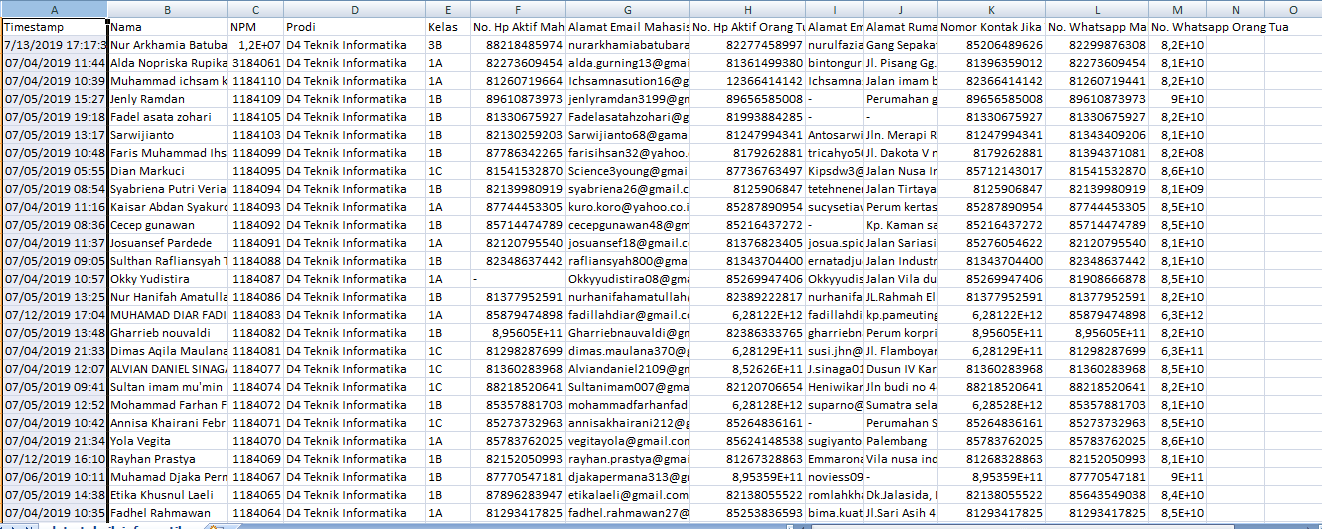 A B C D E F G H I J K L M N O
Timestamp Nama NPM Prodi Kelas No. Hp Aktif Mah Alamat Email Mahasis No. Hp Aktif Orang Tu Alamat Em Alamat Ruma Nomor Kontak Jika No. Whatsapp Ma No. Whatsapp Orang Tua
7/13/2019 17:17:3 Nur Arkhamia Batuba 1,2E+07 D4 Teknik Informatika 3B 88218485974 nurarkhamiabatubara 82277458997 nurulfazia Gang Sepaka 85206489626 82299876308 8,2E+10
07/04/2019 11:44 Alda Nopriska Rupika 3184061 D4 Teknik Informatika 1A 82273609454 alda.gurning13@gmai 81361499380 bintongur Jl. Pisang Gg. 81396359012 82273609454 8,1E+10
07/04/2019 10:39 Muhammad ichsam k 1184110 D4 Teknik Informatika 1A 81260719664 Ichsamnasution16@g 12366414142 Ichsamna Jalan imam b 82366414142 81260719441 8,2E+10
07/05/2019 15:27 Jenly Ramdan 1184109 D4 Teknik Informatika 1B 89610873973 jenlyramdan3199@gm 89656585008 - Perumahan g 89656585008 89610873973 9E+10
07/05/2019 19:18 Fadel asata zohari 1184105 D4 Teknik Informatika 1B 81330675927 Fadelasatahzohari@g 81993884285 - - 81330675927 81330675927 8,2E+10
07/05/2019 13:17 Sarwijianto 1184103 D4 Teknik Informatika 1B 82130259203 Sarwijianto68@gama 81247994341 Antosarwi Jln. Merapi R 81247994341 81343409206 8,1E+10
07/05/2019 10:48 Faris Muhammad Ihs 1184099 D4 Teknik Informatika 1B 87786342265 farisihsan32@yahoo. 8179262881 tricahyo50 Jl. Dakota V n 8179262881 81394371081 8,2E+08
07/05/2019 05:55 Dian Markuci 1184095 D4 Teknik Informatika 1C 81541532870 Science3young@gmai 87736763497 Kipsdw3@ Jalan Nusa In 85712143017 81541532870 8,6E+10
07/05/2019 08:54 Syabriena Putri Veria 1184094 D4 Teknik Informatika 1B 82139980919 syabriena26@gmail.c 8125906847 tetehnene Jalan Tirtaya 8125906847 82139980919 8,1E+09
07/04/2019 11:16 Kaisar Abdan Syakuro 1184093 D4 Teknik Informatika 1A 87744453305 kuro.koro@yahoo.co.i 85287890954 sucysetiav Perum kertas 85287890954 87744453305 8,5E+10
07/05/2019 08:36 Cecep gunawan 1184092 D4 Teknik Informatika 1B 85714474789 cecepgunawan48@gm 85216437272 - Kp. Kaman sa 85216437272 85714474789 8,5E+10
07/04/2019 11:37 Josuansef Pardede 1184091 D4 Teknik Informatika 1A 82120795540 josuansef18@gmail.co 81376823405 josua.spid Jalan Sariasi 85276054622 82120795540 8,1E+10
07/05/2019 09:05 Sulthan Rafliansyah T 1184088 D4 Teknik Informatika 1B 82348637442 rafliansyah800@gmail 81343704400 ernatadju Jalan Industr 81343704400 82348637442 8,1E+10
07/04/2019 10:57 Okky Yudistira 1184087 D4 Teknik Informatika 1A - Okkyyudistira08@gma 85269947406 Okkyyudis Jalan Vila du 85269947406 81908666878 8,5E+10
07/05/2019 13:25 Nur Hanifah Amatulla 1184086 D4 Teknik Informatika 1B 81377952591 nurhanifahamatullah 82389222817 nurhanifa JL.Rahmah El 81377952591 81377952591 8,2E+10
07/12/2019 17:04 MUHAMAD DIAR FADI 1184083 D4 Teknik Informatika 1A 85879474898 fadillahdiar@gmail.co 6,28122E+12 fadillahdi kp.pameuting 6,28122E+12 85879474898 6,3E+12
07/05/2019 13:48 Gharrieb nouvaldi 1184082 D4 Teknik Informatika 1B 8,95605E+11 Gharriebnauvaldi@gm 82386333765 gharriebn Perum korpri 8,95605E+11 8,95605E+11 8,2E+10
07/04/2019 21:33 Dimas Aqila Maulana 1184081 D4 Teknik Informatika 1C 81298287699 dimas.maulana370@g 6,28129E+11 susi.jhn@ Jl. Flamboyar 6,28129E+11 81298287699 6,3E+11
07/04/2019 12:07 ALVIAN DANIEL SINAG 1184077 D4 Teknik Informatika 1C 81360283968 Alviandaniel2109@gm 8,52626E+11 J.sinaga01 Dusun IV Kar 81360283968 81360283968 8,5E+10
07/05/2019 09:41 Sultan imam mu'min 1184074 D4 Teknik Informatika 1C 88218520641 Sultanimam007@gma 82120706654 Heniwikar Jln budi no 4 88218520641 88218520641 8,2E+10
07/05/2019 12:52 Mohammad Farhan F 1184072 D4 Teknik Informatika 1B 85357881703 mohammadfarhanfad 6,28128E+12 suparno@ Sumatra sela 6,28528E+12 85357881703 8,1E+10
07/04/2019 10:42 Annisa Khairani Febr 1184071 D4 Teknik Informatika 1C 85273732963 annisakhairani212@g 85264836161 - Perumahan S 85264836161 85273732963 8,5E+10
07/04/2019 21:34 Yola Vegita 1184070 D4 Teknik Informatika 1A 85783762025 vegitayola@gmail.com 85624148538 sugiyanto Palembang 85783762025 85783762025 8,6E+10
07/12/2019 16:10 Rayhan Prastya 1184069 D4 Teknik Informatika 1B 82152050993 rayhan.prastya@gmai 81267328863 Emmarona Vila nusa ind 81268328863 82152050993 8,1E+10
07/06/2019 10:11 Muhamad Djaka Perm 1184067 D4 Teknik Informatika 1B 87770547181 djakapermana313@gm 8,95359E+11 noviess09 - 8,95359E+11 87770547181 9E+11
07/05/2019 14:38 Etika Khusnul Laeli 1184065 D4 Teknik Informatika 1B 87896283947 etikalaeli@gmail.com 82138055522 romlahkha Dk.Jalasida, 82138055522 85643549038 8,4E+10
07/04/2019 10:35 Fadhel Rahmawan 1184064 D4 Teknik Informatika 1A 81293417825 fadhel.rahmawan27@ 85253836593 bima.kuat Jl.Sari Asih 4 81293417825 81293417825 8,5E+10